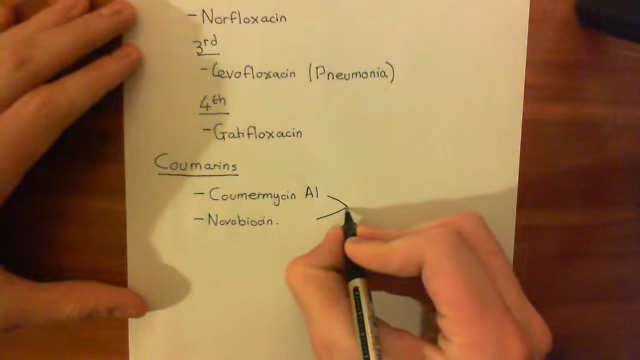 - Norfloxacin
3rd
- Levofloxacin (Pneumonia)
4th
- Gatifloxacin
Coumarins
- Coumermycin A1
- Novobiocin.